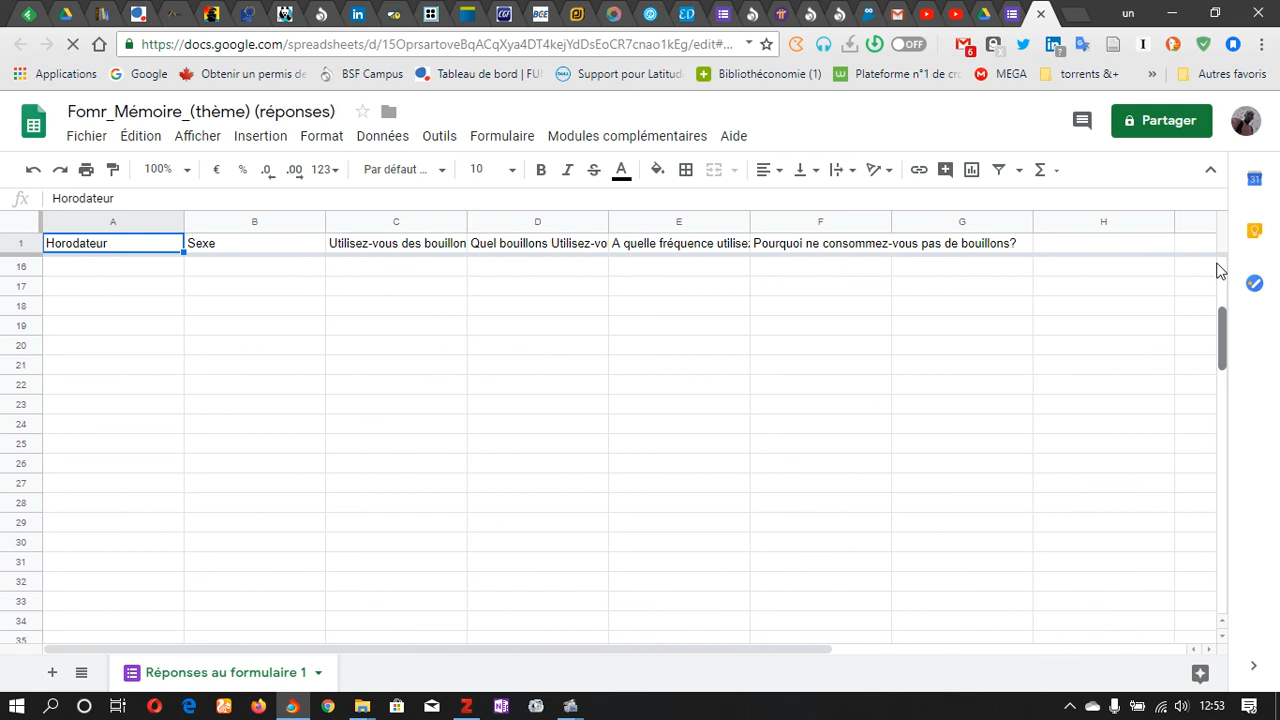 un
https://docs.google.com/spreadsheets/d/15OprsartoveBqACqXya4DT4kejYdDsEoCR7cnao1kEg/edit#...
OFF
Applications
Google
Obtenir un permis de
BSF Campus
Tableau de bord | FU
Support pour Latitud
Bibliothéconomie (1)
Plateforme n°1 de cr
MEGA
torrents &+
»
Autres favoris
Fomr_Mémoire_(thème) (réponses)
Partager
Fichier Édition Afficher Insertion Format Données Outils Formulaire Modules complémentaires Aide
100% € % .0 .00 123 Par défaut ... 10 B I S A Σ
31
fx Horodateur
A B C D E F G H
1 Horodateur Sexe Utilisez-vous des bouillon Quel bouillons Utilisez-vo A quelle fréquence utilise: Pourquoi ne consommez-vous pas de bouillons?
16
17
18
19
20
21
22
23
24
25
26
27
28
29
30
31
32
33
34
35
+ Réponses au formulaire 1
12:53